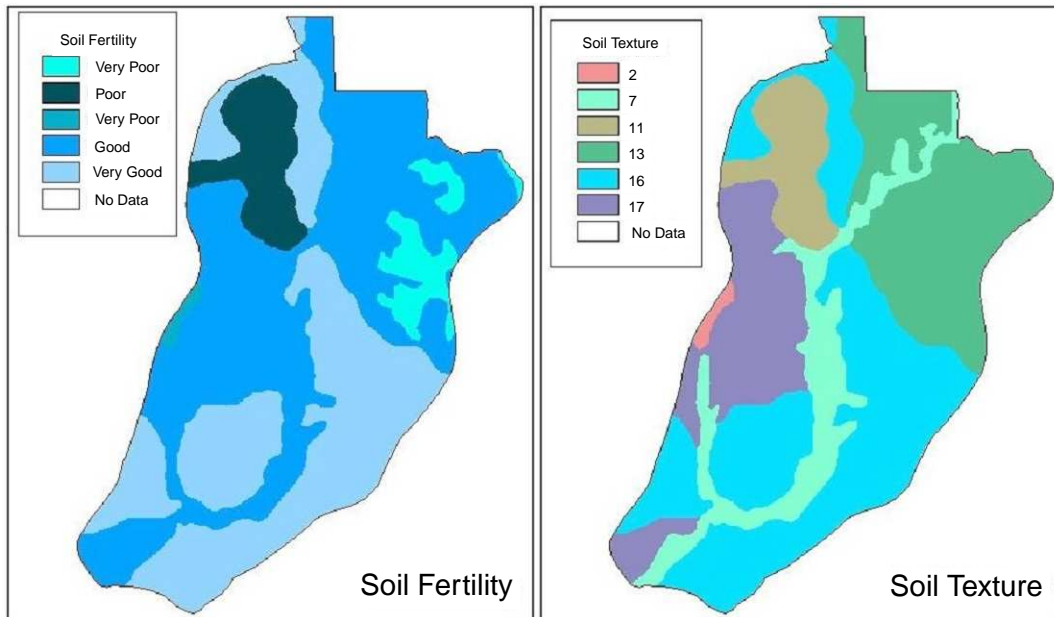 Soil Fertility
Very Poor
Poor
Very Poor
Good
Very Good
No Data
Soil Fertility
Soil Texture
2
7
11
13
16
17
No Data
Soil Texture